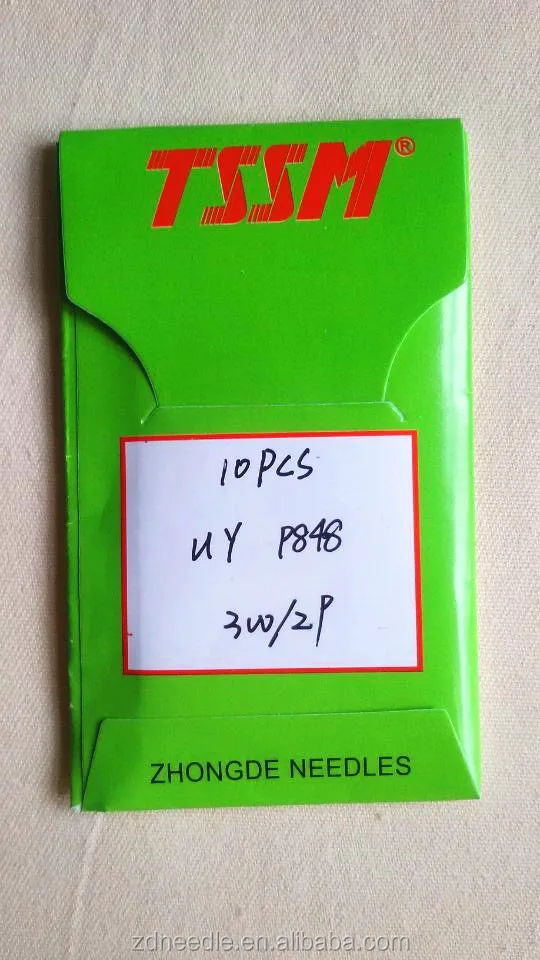 TSSM®
10PCS
UY P848
300/2P
ZHONGDE NEEDLES
zdneedle.en.alibaba.com